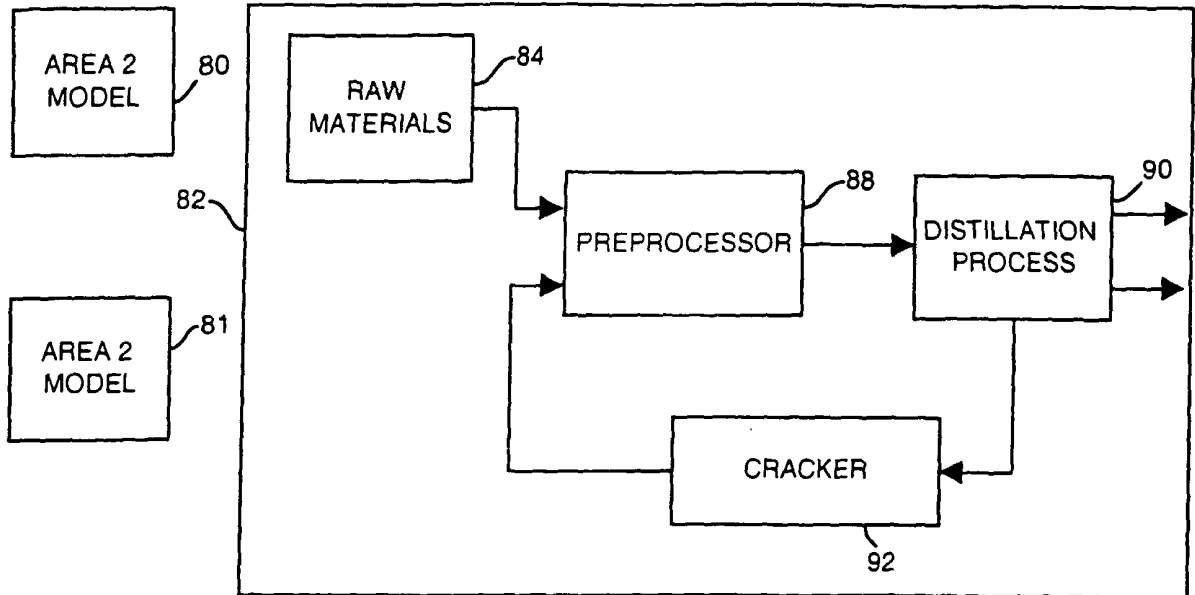 AREA 2
MODEL
80
RAW
MATERIALS
84
82
PREPROCESSOR
88
DISTILLATION
PROCESS
90
AREA 2
MODEL
81
CRACKER
92